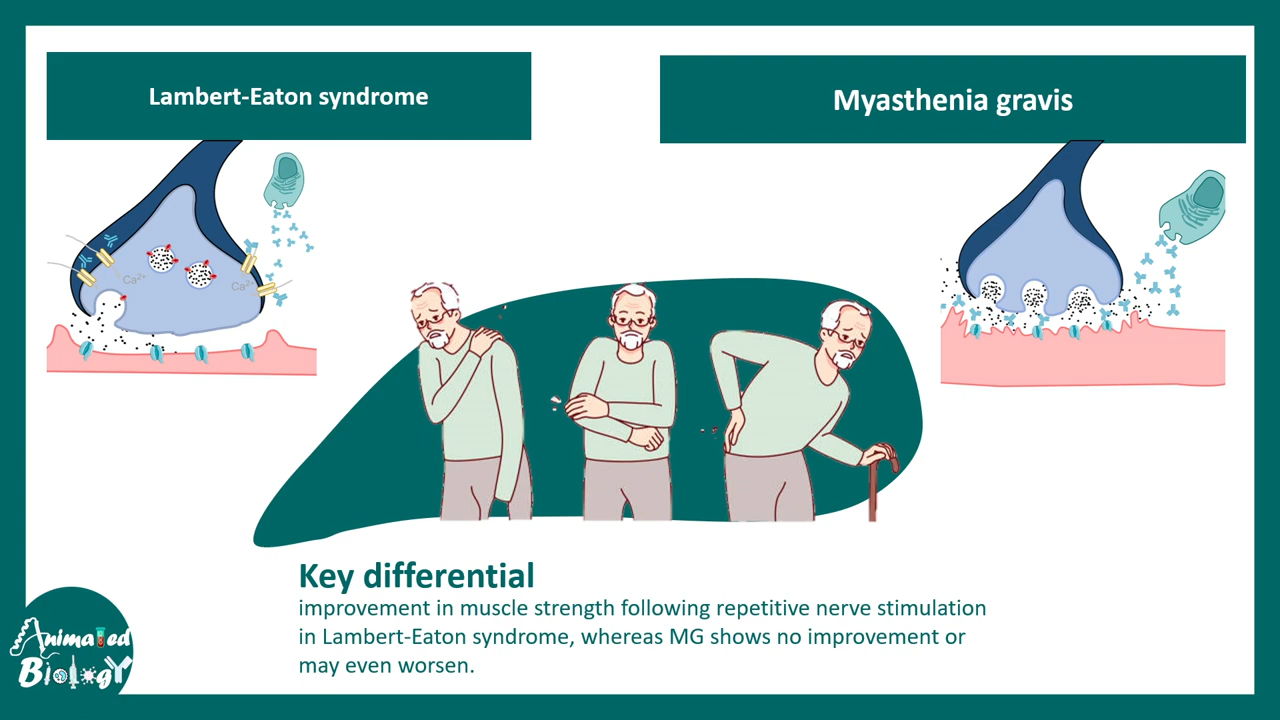 Lambert-Eaton syndrome
Myasthenia gravis
Ca²⁺
Ca²⁺
Key differential
improvement in muscle strength following repetitive nerve stimulation
in Lambert-Eaton syndrome, whereas MG shows no improvement or
may even worsen.
Animated
Biology